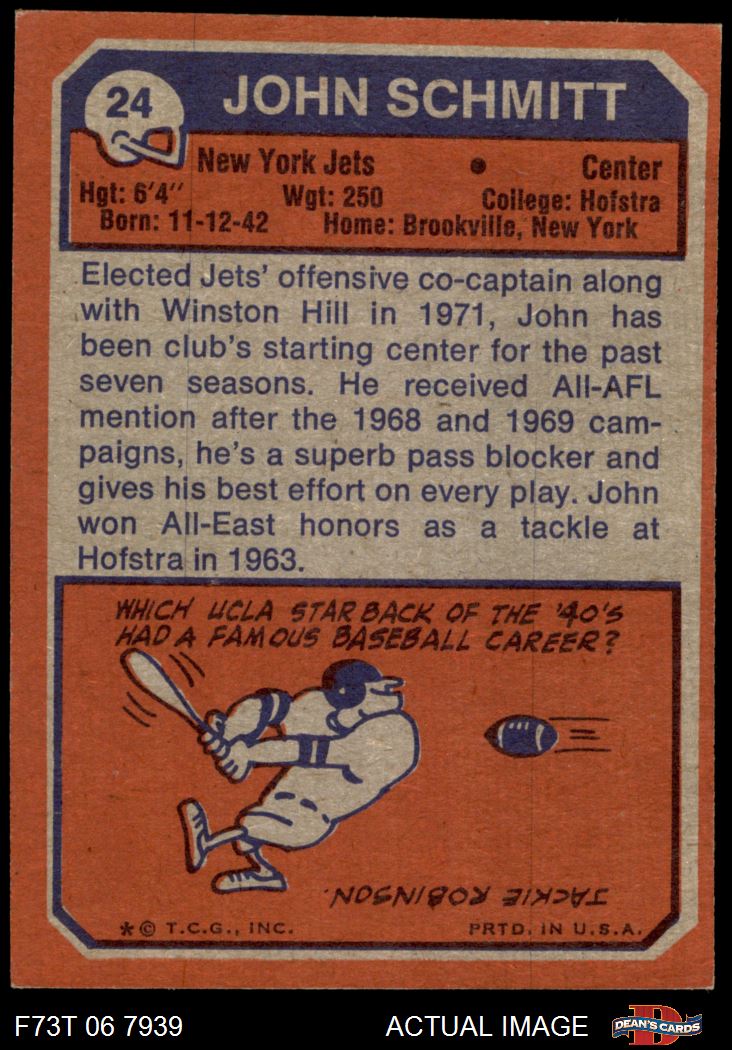 24
JOHN SCHMITT
New York Jets • Center
Hgt: 6'4" Wgt: 250 College: Hofstra
Born: 11-12-42 Home: Brookville, New York
Elected Jets' offensive co-captain along
with Winston Hill in 1971, John has
been club's starting center for the past
seven seasons. He received All-AFL
mention after the 1968 and 1969 cam-
paigns, he's a superb pass blocker and
gives his best effort on every play. John
won All-East honors as a tackle at
Hofstra in 1963.
WHICH UCLA STAR BACK OF THE '40'S
HAD A FAMOUS BASEBALL CAREER?
JACKIE ROBINSON.
*© T.C.G., INC. PRTD. IN U.S.A.
F73T 06 7939 ACTUAL IMAGE
D
DEAN'S CARDS